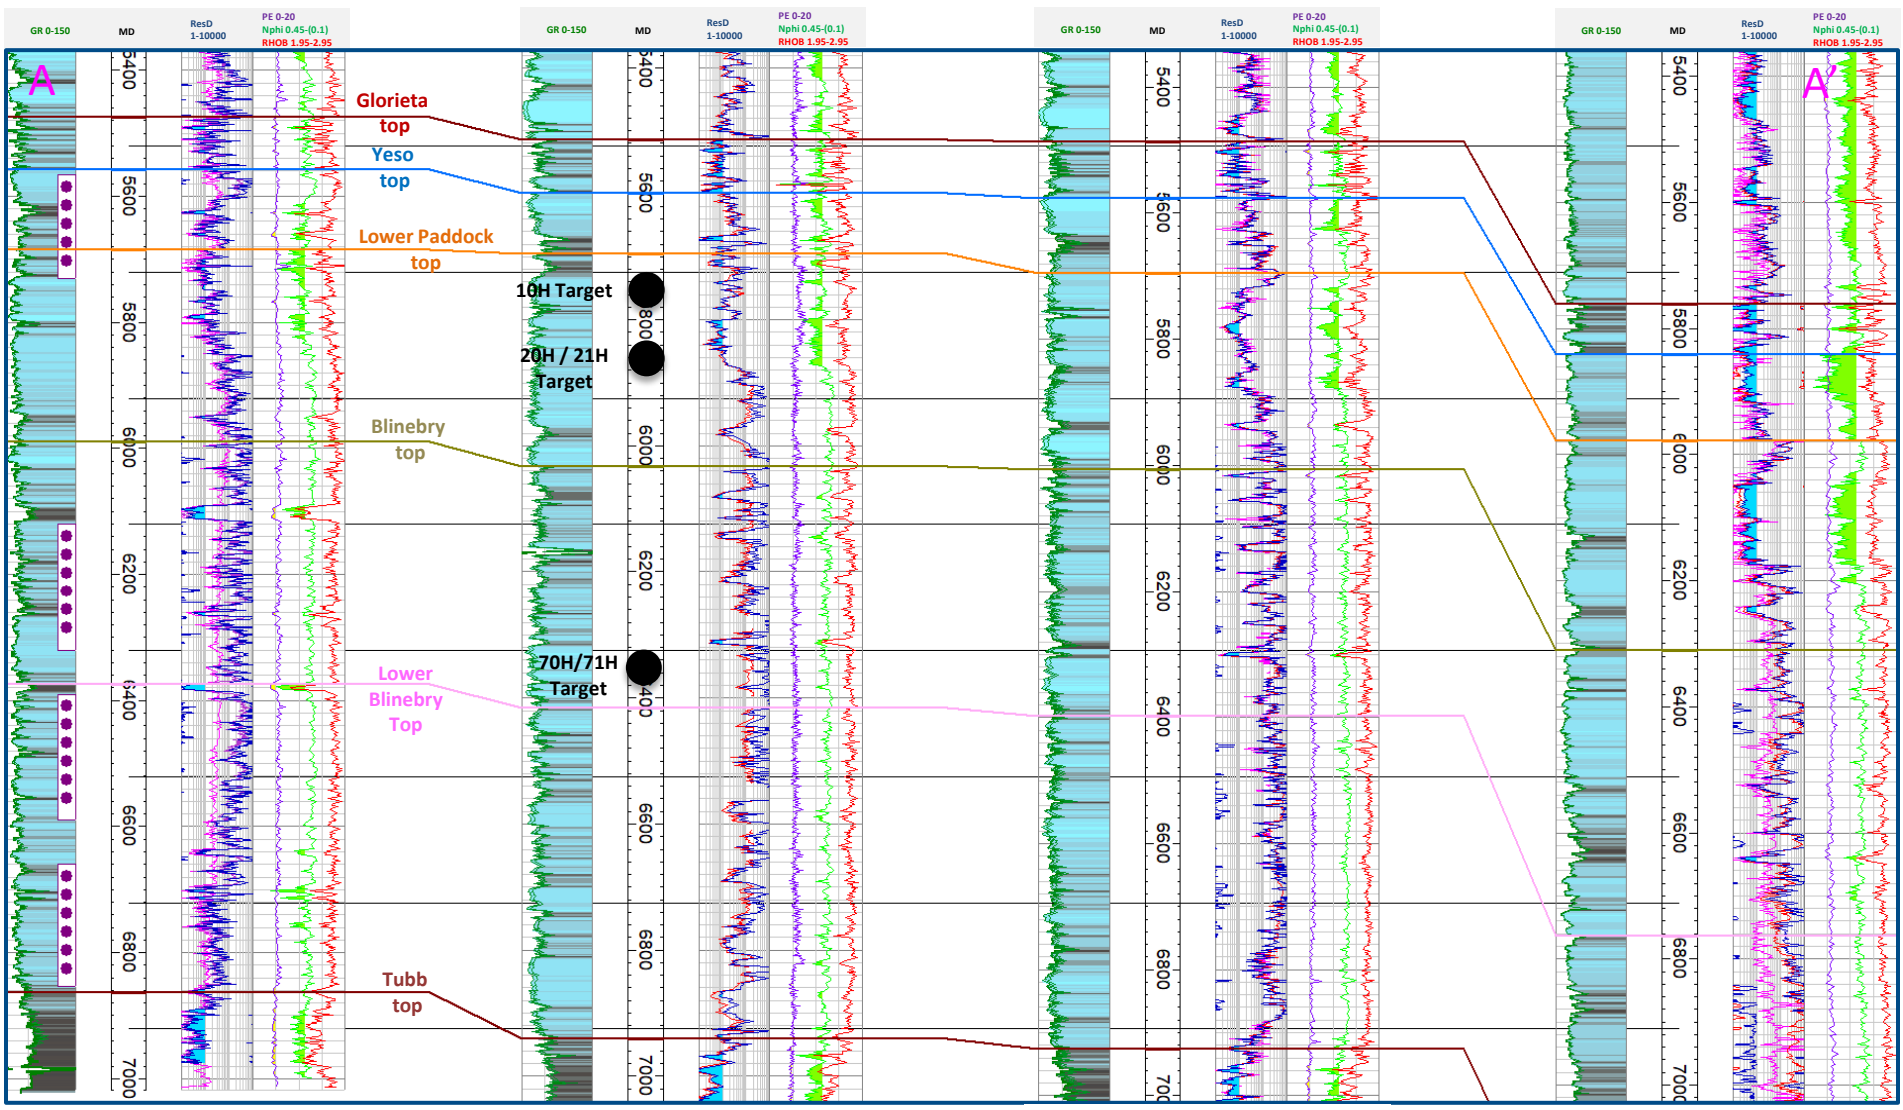 GR 0-150
MD
ResD
1-10000
PE 0-20
Nphi 0.45-(0.1)
RHOB 1.95-2.95
GR 0-150
MD
ResD
1-10000
PE 0-20
Nphi 0.45-(0.1)
RHOB 1.95-2.95
GR 0-150
MD
ResD
1-10000
PE 0-20
Nphi 0.45-(0.1)
RHOB 1.95-2.95
GR 0-150
MD
ResD
1-10000
PE 0-20
Nphi 0.45-(0.1)
RHOB 1.95-2.95
A
A'
Glorieta
top
Yeso
top
Lower Paddock
top
10H Target
20H / 21H
Target
Blinebry
top
70H/71H
Target
Lower
Blinebry
Top
Tubb
top
5400
5600
5800
6000
6200
6400
6600
6800
7000
5400
5600
800
6000
6200
400
6600
6800
7000
5400
5600
5800
6000
6200
6400
6600
6800
700
5400
5600
5800
6000
6200
6400
6600
6800
7000